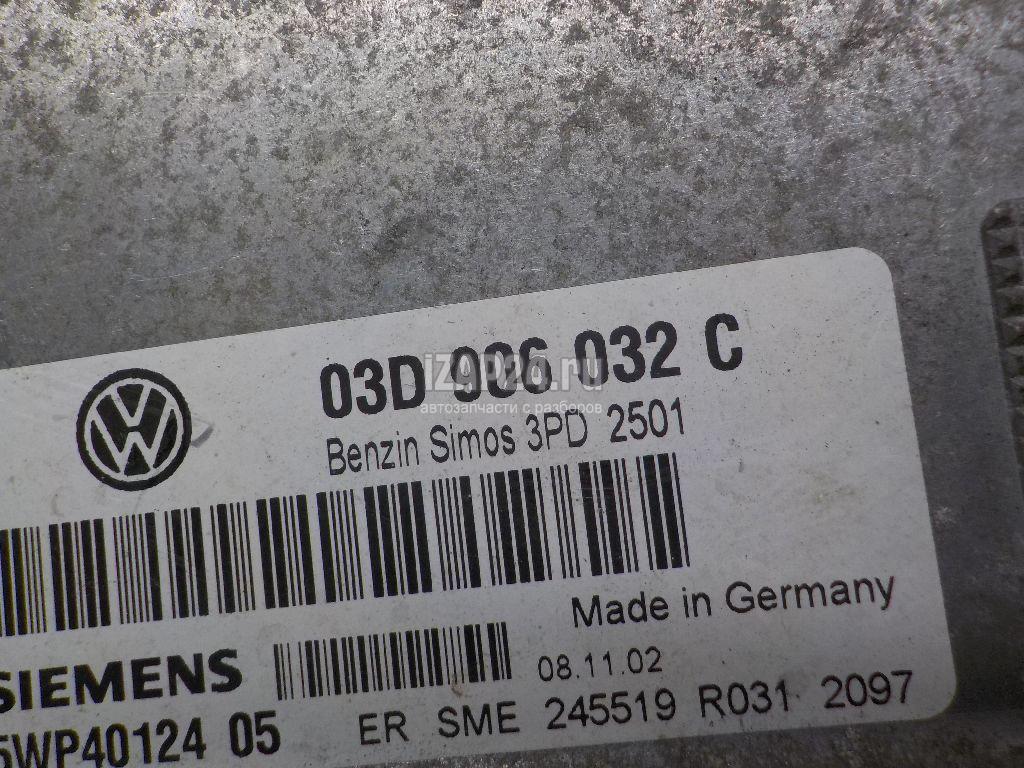 03D 906 032 C
iZAP26.ru
автозапчасти с разборов
Benzin Simos 3PD 2501
Made in Germany
SIEMENS
08.11.02
5WP40124 05
ER SME 245519 R031 2097